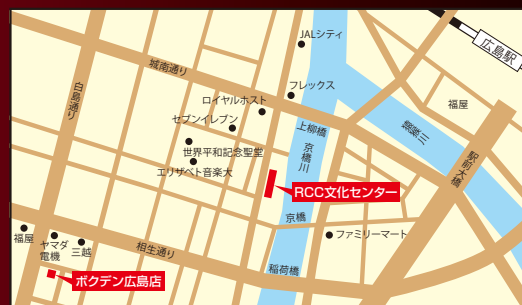 JALシティ
広島駅
城南通り
白島通り
フレックス
ロイヤルホスト
福屋
セブンイレブン
上柳橋
猿猴川
世界平和記念聖堂
京橋川
駅前大橋
エリザベト音楽大
RCC文化センター
京橋
ファミリーマート
福屋
ヤマダ
電機
三越
相生通り
稲荷橋
ボクデン広島店